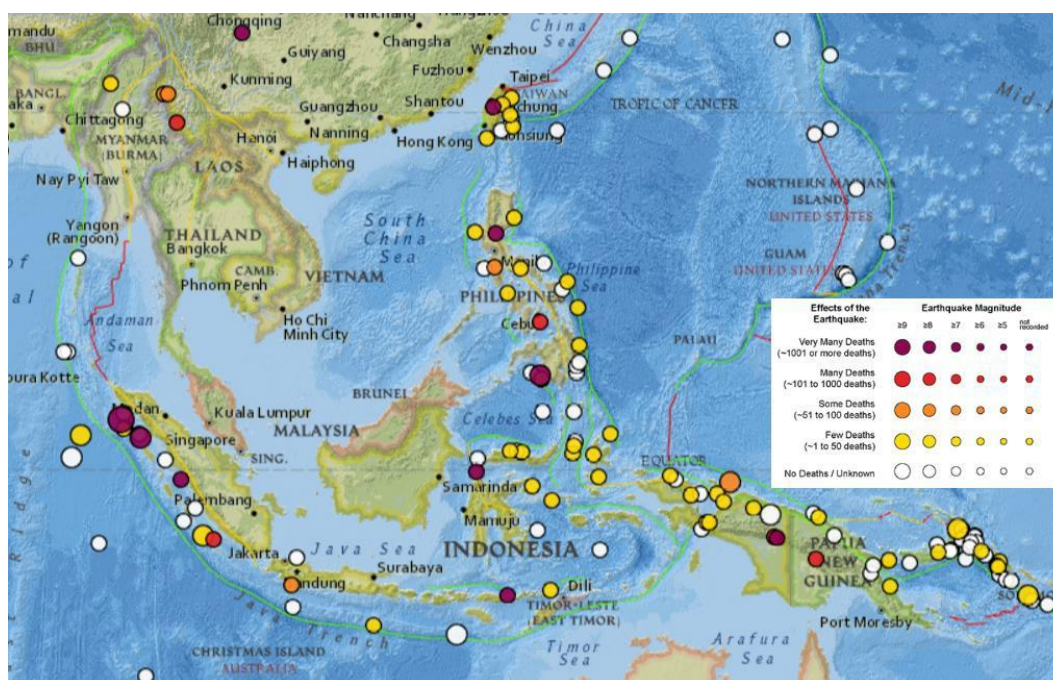 Chongqing
Nanchang
China
Sea
Changsha
Wenzhou
Guiyang
Fuzhou
Taipei
BHU
Kunming
TAIWAN
TROPIC OF CANCER
BANGL.
Shantou
Guangzhou
Chittagong
Nanning
Hong Kong
Hanoi
MYANMAR
(BURMA)
Haiphong
LAOS
Nay Pyi Taw
NORTHERN MARIANA
ISLANDS
UNITED STATES
South
China
Sea
Yangon
(Rangoon)
THAILAND
Bangkok
VIETNAM
GUAM
UNITED STATES
Philippine
Sea
CAMB.
Phnom Penh
PHILIPPINES
Ho Chi
Minh City
Andaman
Sea
Cebu
PALAU
BRUNEI
Kuala Lumpur
MALAYSIA
Celebes Sea
Singapore
SING.
EQUATOR
Samarinda
Palembang
Mamuju
Java Sea
INDONESIA
Jakarta
Surabaya
PAPUA
NEW
GUINEA
Dili
TIMOR-LESTE
(EAST TIMOR)
Java Trench
Port Moresby
CHRISTMAS ISLAND
AUSTRALIA
Timor
Sea
Arafura
Sea
Effects of the
Earthquake:
Earthquake Magnitude
≥9 ≥8 ≥7 ≥6 ≥5 not
recorded
Very Many Deaths
(~1001 or more deaths)
Many Deaths
(~101 to 1000 deaths)
Some Deaths
(~51 to 100 deaths)
Few Deaths
(~1 to 50 deaths)
No Deaths / Unknown